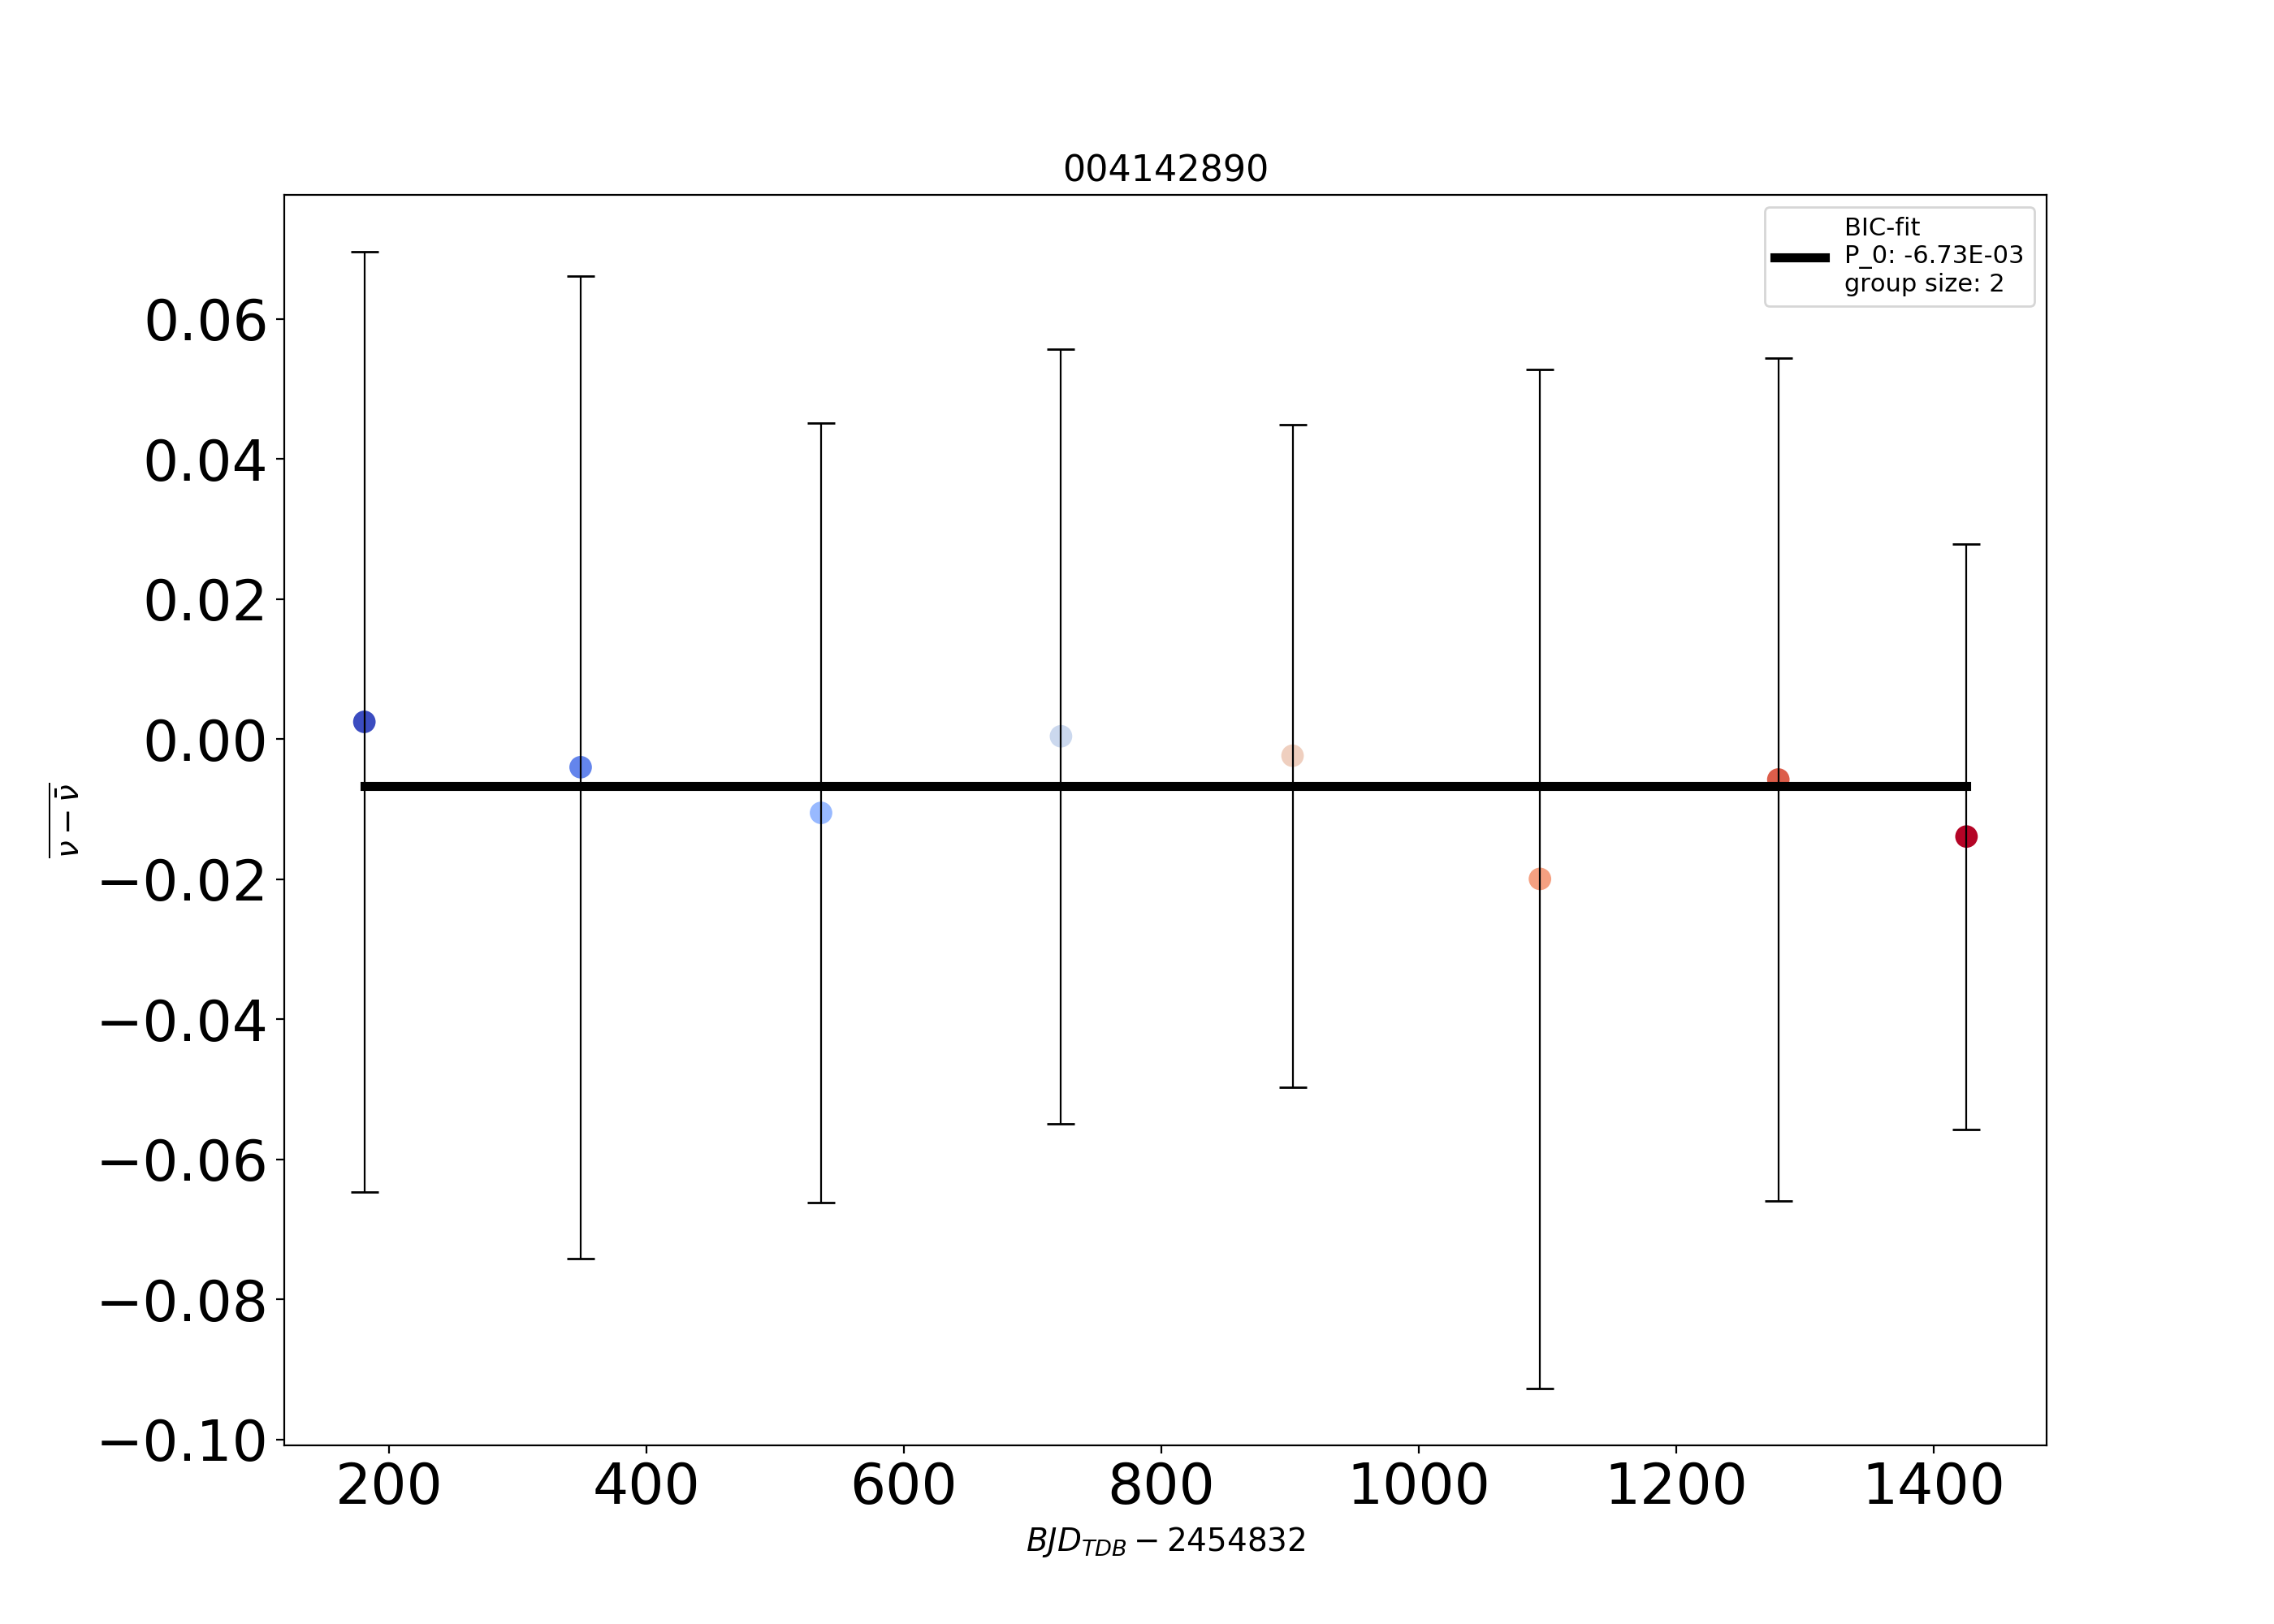 004142890
BIC-fit
P_0: -6.73E-03
group size: 2
0.06
0.04
0.02
0.00
−0.02
−0.04
−0.06
−0.08
−0.10
ν − ν̄
200 400 600 800 1000 1200 1400
BJD_TDB − 2454832